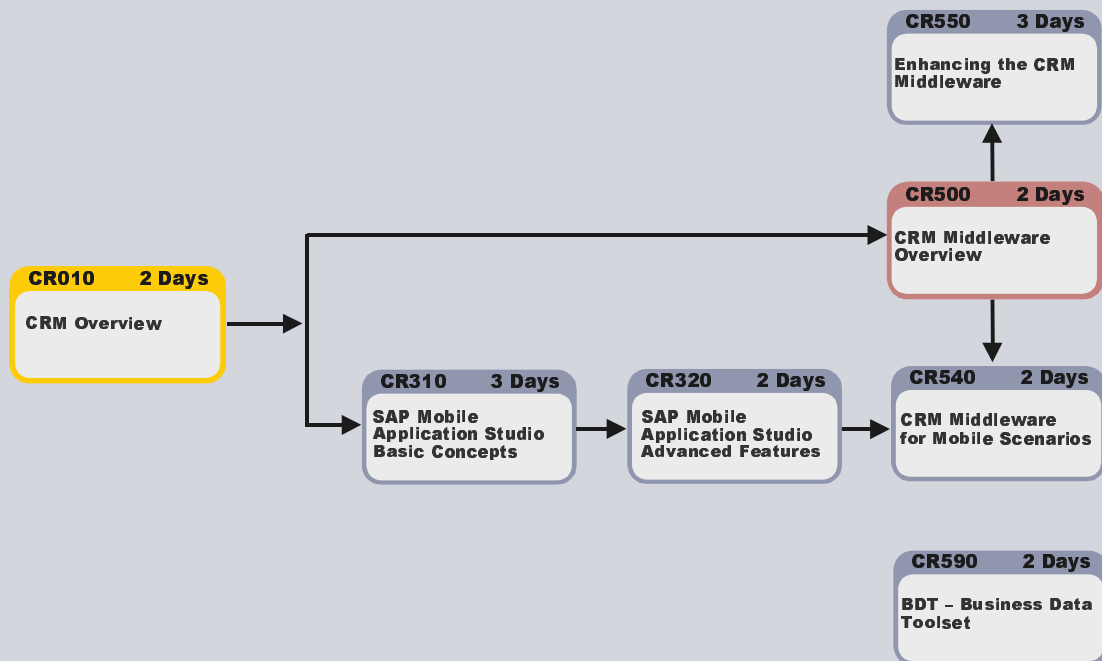 CR550 3 Days
Enhancing the CRM
Middleware
CR500 2 Days
CRM Middleware
Overview
CR010 2 Days
CRM Overview
CR310 3 Days
SAP Mobile
Application Studio
Basic Concepts
CR320 2 Days
SAP Mobile
Application Studio
Advanced Features
CR540 2 Days
CRM Middleware
for Mobile Scenarios
CR590 2 Days
BDT – Business Data
Toolset